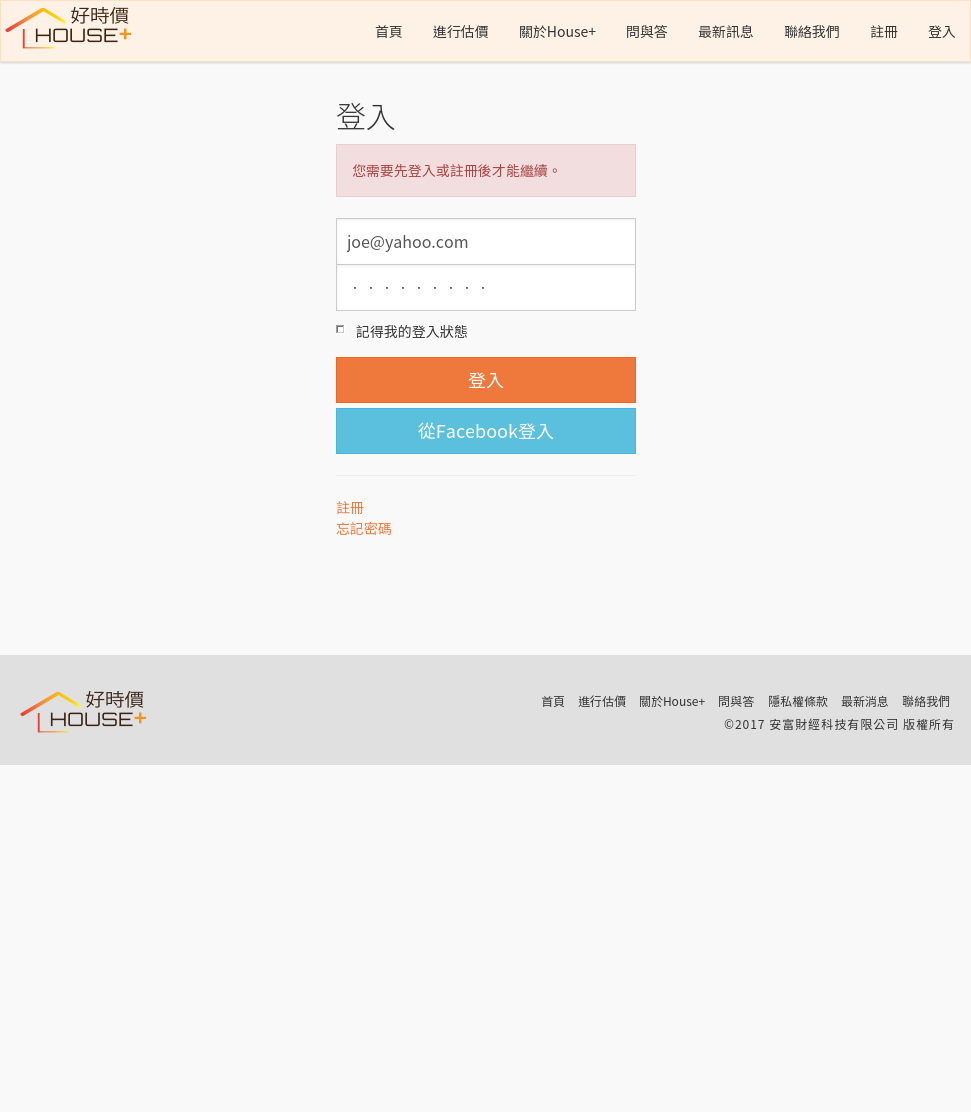 好時價
HOUSE+
首頁 進行估價 關於House+ 問與答 最新訊息 聯絡我們 註冊 登入
登入
您需要先登入或註冊後才能繼續。
joe@yahoo.com
· · · · · · · · ·
記得我的登入狀態
登入
從Facebook登入
註冊
忘記密碼
好時價
HOUSE+
首頁 進行估價 關於House+ 問與答 隱私權條款 最新消息 聯絡我們
©2017 安富財經科技有限公司 版權所有